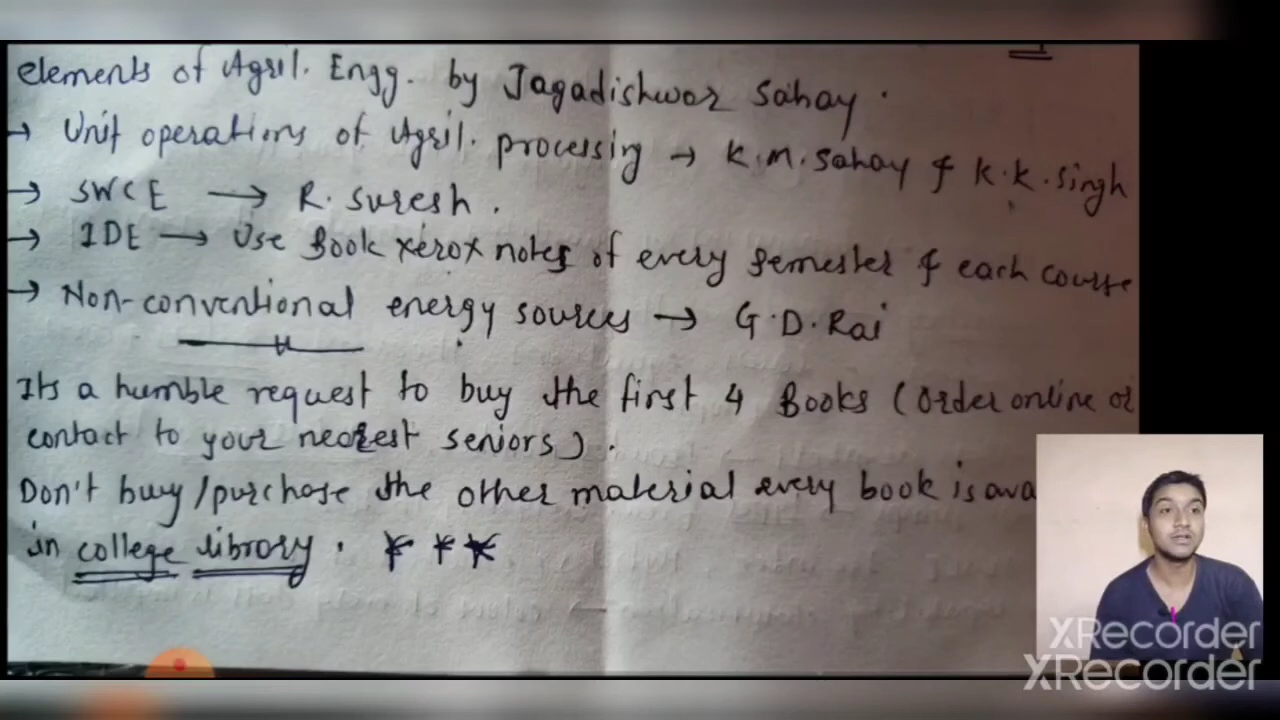 Elements of Agril. Engg. by Jagadishwar Sahay.
→ Unit operations of Agril. processing → K.M. Sahay & K.K. Singh
→ SWCE → R. Suresh.
→ IDE → Use Book xerox notes of every semester & each course
→ Non-conventional energy sources → G.D. Rai
Its a humble request to buy the first 4 Books (Order online or
contact to your nearest seniors).
Don't buy/purchase the other material every book is ava
in college library. ***
XRecorder
XRecorder